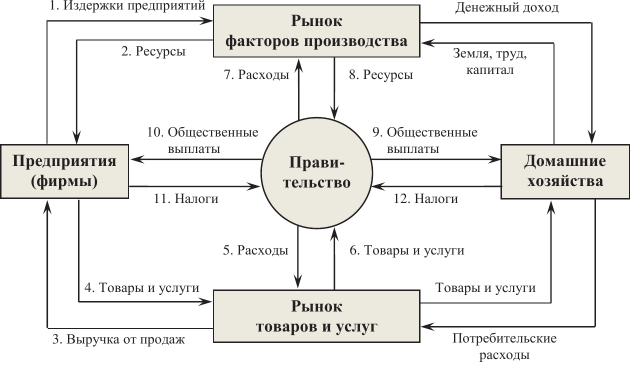 1. Издержки предприятий
Рынок
факторов производства
Денежный доход
2. Ресурсы
Земля, труд,
капитал
7. Расходы
8. Ресурсы
10. Общественные
выплаты
9. Общественные
выплаты
Предприятия
(фирмы)
Прави-
тельство
Домашние
хозяйства
11. Налоги
12. Налоги
5. Расходы
6. Товары и услуги
4. Товары и услуги
Товары и услуги
Рынок
товаров и услуг
3. Выручка от продаж
Потребительские
расходы